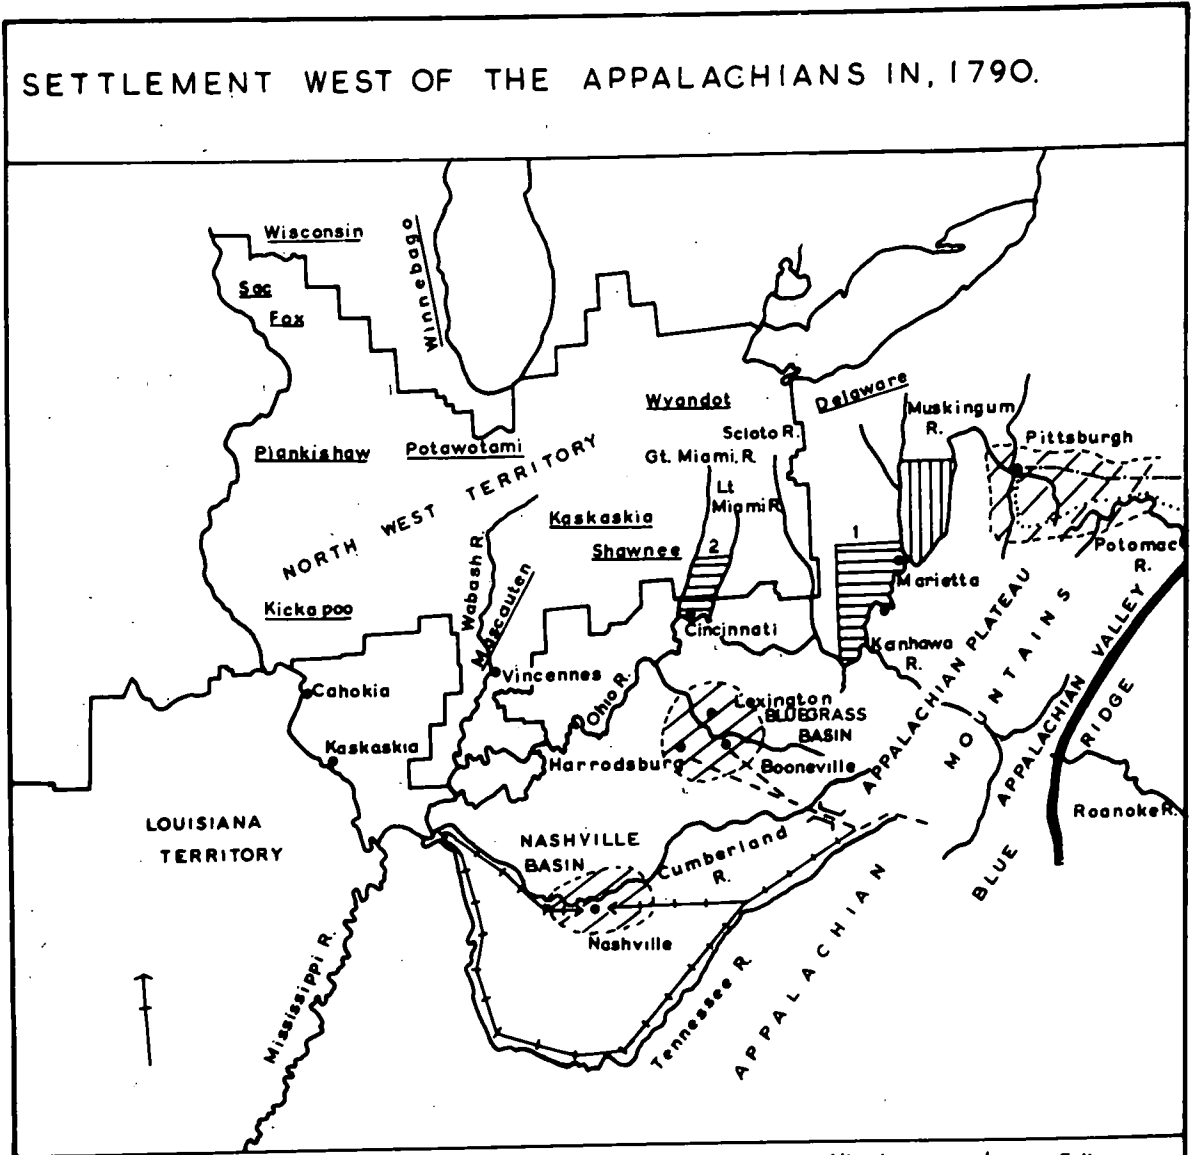 SETTLEMENT WEST OF THE APPALACHIANS IN, 1790.
Wisconsin
Winnebago
Sac
Fox
Wyandot
Delaware
Muskingum
R.
Scioto R.
Pittsburgh
Piankishaw
Potawotami
Gt. Miami. R.
Lt
Miami R
NORTH WEST TERRITORY
Kaskaskia
Shawnee
2
1
Potomac
R.
Wabash R.
Mascauten
Marietta
Kickapoo
Cincinnati
Kanhawa
R.
Vincennes
Cahokia
Ohio R.
Lexington
BLUEGRASS
BASIN
Kaskaskia
Harrodsburg
Booneville
APPALACHIAN PLATEAU
MOUNTAINS
APPALACHIAN VALLEY
BLUE RIDGE
Roanoke R.
LOUISIANA
TERRITORY
NASHVILLE
BASIN
Cumberland
R.
Nashville
Mississippi R.
Tennessee R.
APPALACHIAN